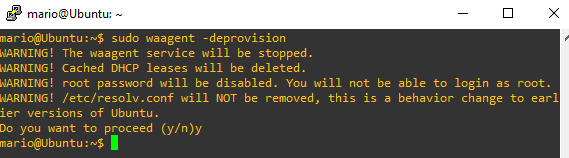 mario@Ubuntu: ~
mario@Ubuntu:~$ sudo waagent -deprovision
WARNING! The waagent service will be stopped.
WARNING! Cached DHCP leases will be deleted.
WARNING! root password will be disabled. You will not be able to login as root.
WARNING! /etc/resolv.conf will NOT be removed, this is a behavior change to earl
ier versions of Ubuntu.
Do you want to proceed (y/n)y
mario@Ubuntu:~$